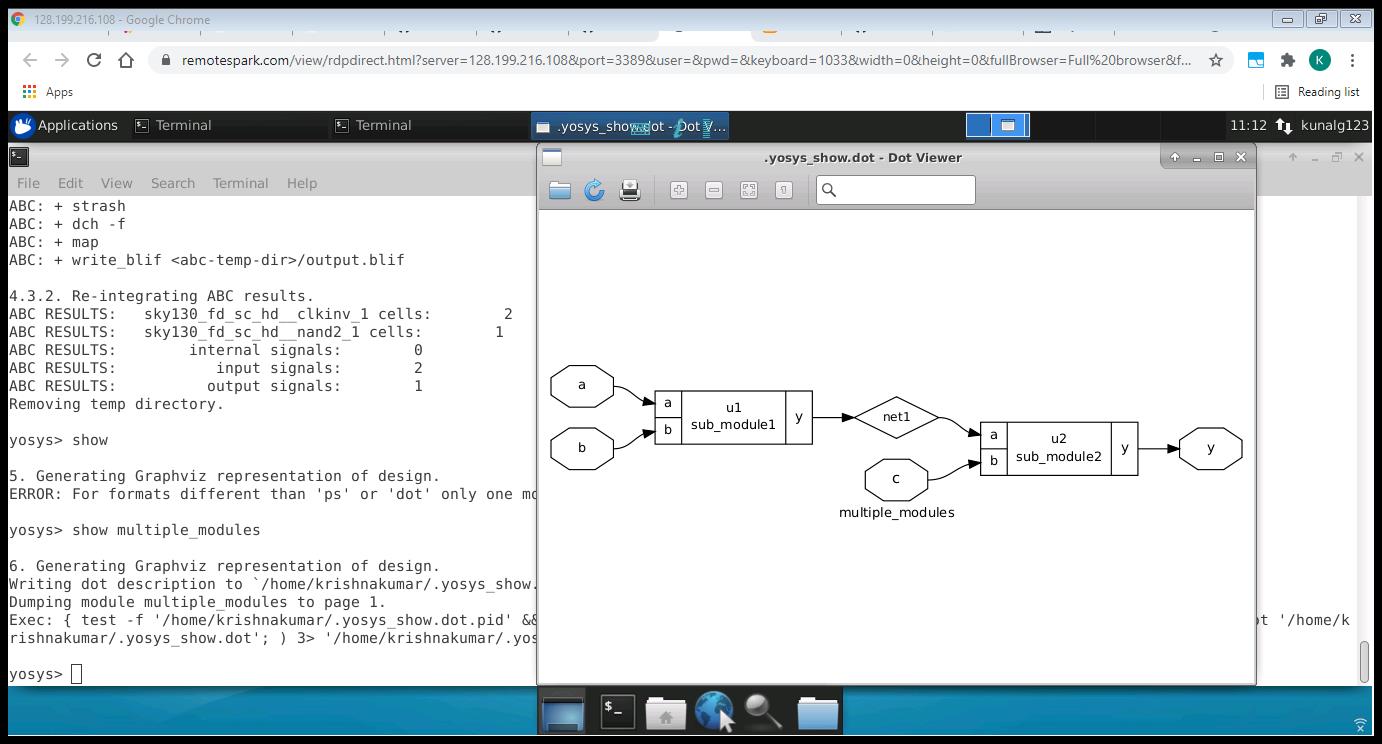 128.199.216.108 - Google Chrome
remotespark.com/view/rdpdirect.html?server=128.199.216.108&port=3389&user=&pwd=&keyboard=1033&width=0&height=0&fullBrowser=Full%20browser&f...
K
Apps
Reading list
Applications
Terminal
Terminal
.yosys_show.dot - Dot V...
11:12
kunalg123
.yosys_show.dot - Dot Viewer
File Edit View Search Terminal Help
ABC: + strash
ABC: + dch -f
ABC: + map
ABC: + write_blif <abc-temp-dir>/output.blif
4.3.2. Re-integrating ABC results.
ABC RESULTS: sky130_fd_sc_hd__clkinv_1 cells: 2
ABC RESULTS: sky130_fd_sc_hd__nand2_1 cells: 1
ABC RESULTS: internal signals: 0
ABC RESULTS: input signals: 2
ABC RESULTS: output signals: 1
Removing temp directory.
yosys> show
5. Generating Graphviz representation of design.
ERROR: For formats different than 'ps' or 'dot' only one mo
yosys> show multiple_modules
6. Generating Graphviz representation of design.
Writing dot description to `/home/krishnakumar/.yosys_show.
Dumping module multiple_modules to page 1.
Exec: { test -f '/home/krishnakumar/.yosys_show.dot.pid' &&
ot '/home/k
rishnakumar/.yosys_show.dot'; ) 3> '/home/krishnakumar/.yos
yosys>
a
b
a
b
u1
sub_module1
y
net1
c
a
b
u2
sub_module2
y
y
multiple_modules
$_